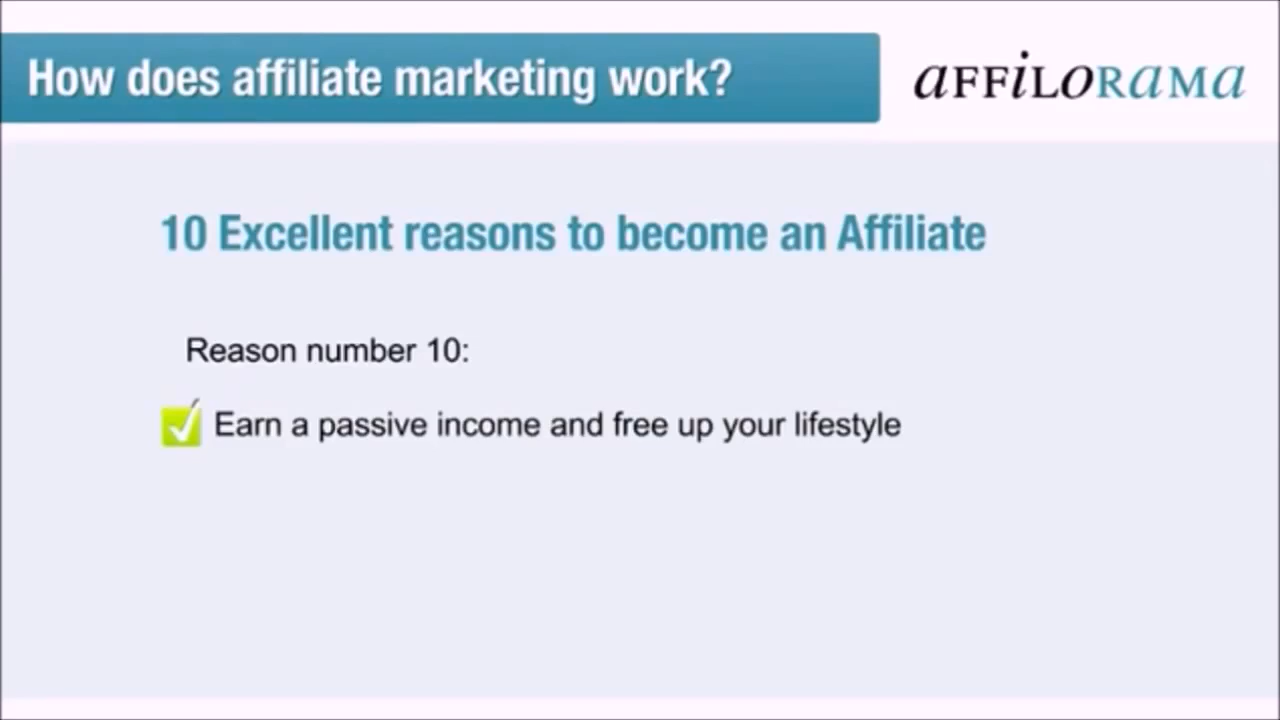 How does affiliate marketing work?
AFFiLORAMA
10 Excellent reasons to become an Affiliate
Reason number 10:
Earn a passive income and free up your lifestyle